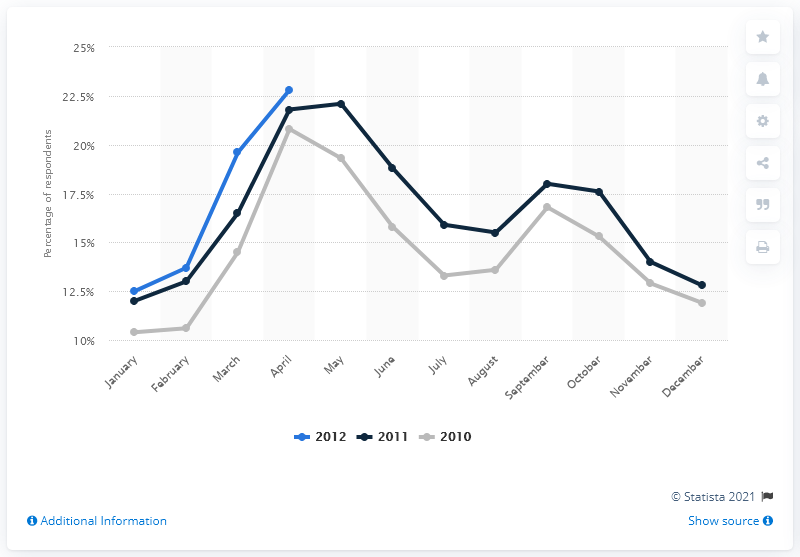 25%
22.5%
20%
17.5%
15%
12.5%
10%
Percentage of respondents
January
February
March
April
May
June
July
August
September
October
November
December
2012 2011 2010
© Statista 2021
Additional Information
Show source